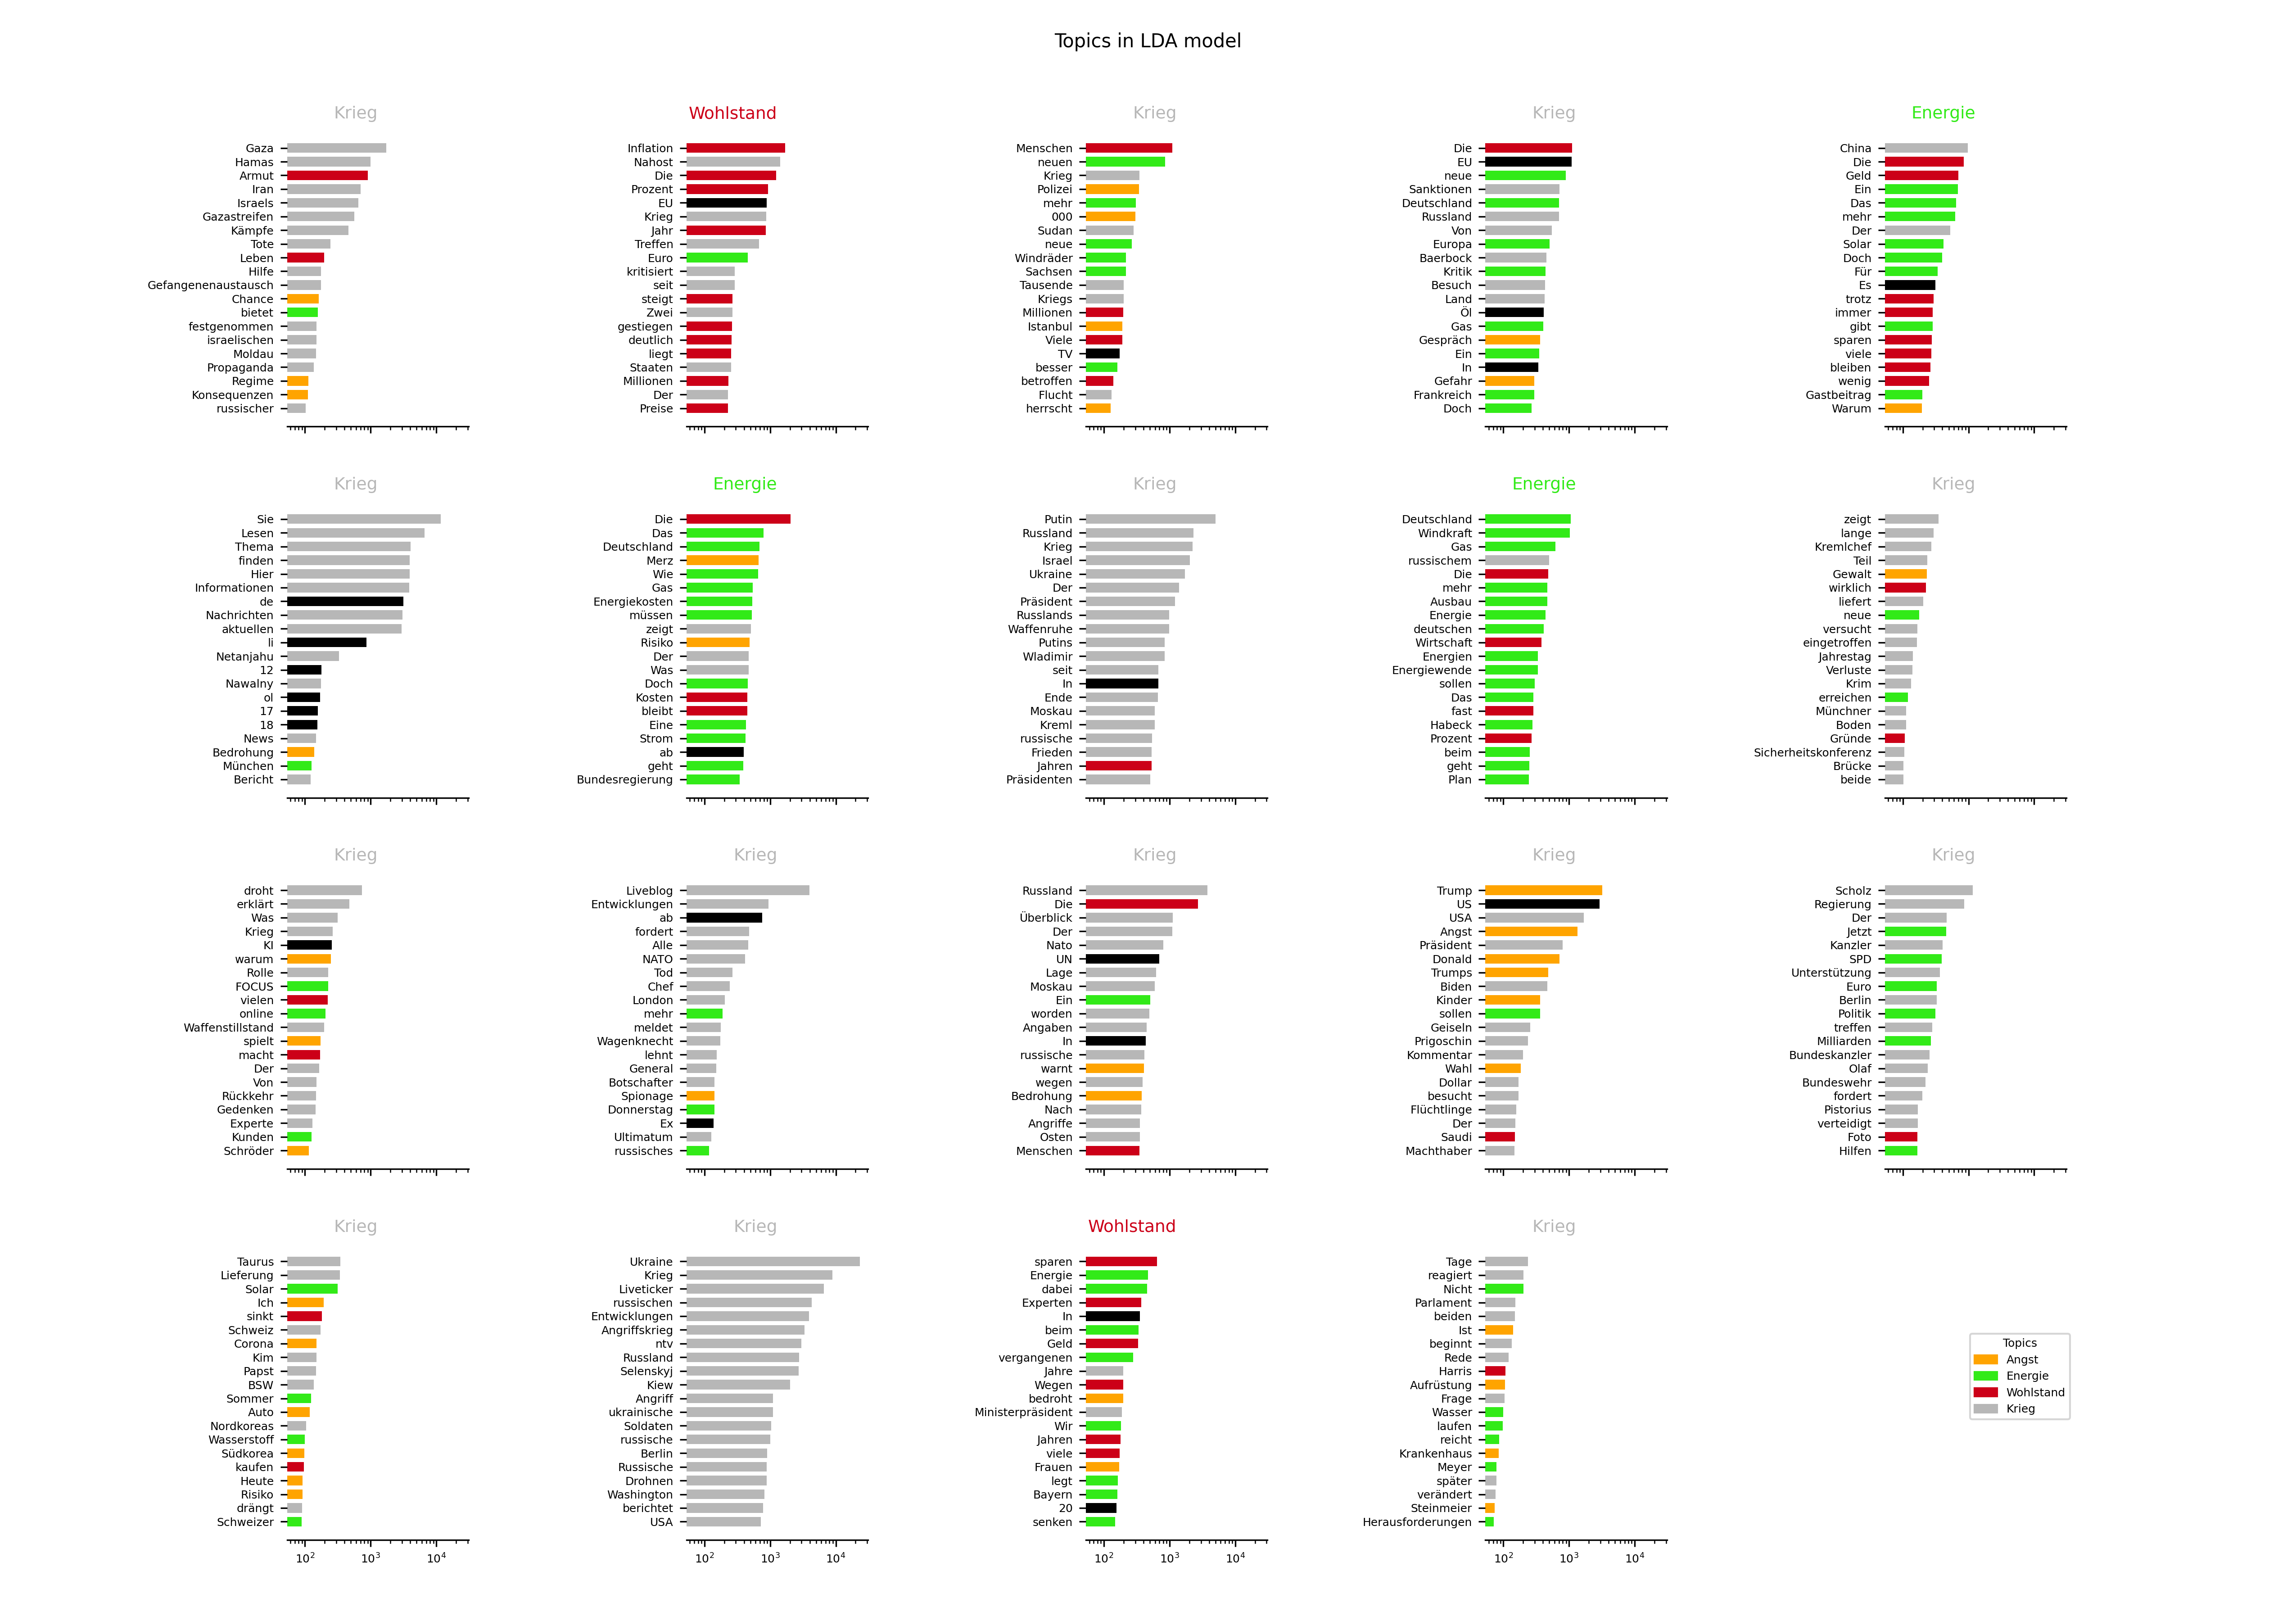 Topics in LDA model
Krieg
Gaza
Hamas
Armut
Iran
Israels
Gazastreifen
Kämpfe
Tote
Leben
Hilfe
Gefangenenaustausch
Chance
bietet
festgenommen
israelischen
Moldau
Propaganda
Regime
Konsequenzen
russischer
Wohlstand
Inflation
Nahost
Die
Prozent
EU
Krieg
Jahr
Treffen
Euro
kritisiert
seit
steigt
Zwei
gestiegen
deutlich
liegt
Staaten
Millionen
Der
Preise
Krieg
Menschen
neuen
Krieg
Polizei
mehr
000
Sudan
neue
Windräder
Sachsen
Tausende
Kriegs
Millionen
Istanbul
Viele
TV
besser
betroffen
Flucht
herrscht
Krieg
Die
EU
neue
Sanktionen
Deutschland
Russland
Von
Europa
Baerbock
Kritik
Besuch
Land
Öl
Gas
Gespräch
Ein
In
Gefahr
Frankreich
Doch
Energie
China
Die
Geld
Ein
Das
mehr
Der
Solar
Doch
Für
Es
trotz
immer
gibt
sparen
viele
bleiben
wenig
Gastbeitrag
Warum
Krieg
Sie
Lesen
Thema
finden
Hier
Informationen
de
Nachrichten
aktuellen
li
Netanjahu
12
Nawalny
ol
17
18
News
Bedrohung
München
Bericht
Energie
Die
Das
Deutschland
Merz
Wie
Gas
Energiekosten
müssen
zeigt
Risiko
Der
Was
Doch
Kosten
bleibt
Eine
Strom
ab
geht
Bundesregierung
Krieg
Putin
Russland
Krieg
Israel
Ukraine
Der
Präsident
Russlands
Waffenruhe
Putins
Wladimir
seit
In
Ende
Moskau
Kreml
russische
Frieden
Jahren
Präsidenten
Energie
Deutschland
Windkraft
Gas
russischem
Die
mehr
Ausbau
Energie
deutschen
Wirtschaft
Energien
Energiewende
sollen
Das
fast
Habeck
Prozent
beim
geht
Plan
Krieg
zeigt
lange
Kremlchef
Teil
Gewalt
wirklich
liefert
neue
versucht
eingetroffen
Jahrestag
Verluste
Krim
erreichen
Münchner
Boden
Gründe
Sicherheitskonferenz
Brücke
beide
Krieg
droht
erklärt
Was
Krieg
KI
warum
Rolle
FOCUS
vielen
online
Waffenstillstand
spielt
macht
Der
Von
Rückkehr
Gedenken
Experte
Kunden
Schröder
Krieg
Liveblog
Entwicklungen
ab
fordert
Alle
NATO
Tod
Chef
London
mehr
meldet
Wagenknecht
lehnt
General
Botschafter
Spionage
Donnerstag
Ex
Ultimatum
russisches
Krieg
Russland
Die
Überblick
Der
Nato
UN
Lage
Moskau
Ein
worden
Angaben
In
russische
warnt
wegen
Bedrohung
Nach
Angriffe
Osten
Menschen
Krieg
Trump
US
USA
Angst
Präsident
Donald
Trumps
Biden
Kinder
sollen
Geiseln
Prigoschin
Kommentar
Wahl
Dollar
besucht
Flüchtlinge
Der
Saudi
Machthaber
Krieg
Scholz
Regierung
Der
Jetzt
Kanzler
SPD
Unterstützung
Euro
Berlin
Politik
treffen
Milliarden
Bundeskanzler
Olaf
Bundeswehr
fordert
Pistorius
verteidigt
Foto
Hilfen
Krieg
Taurus
Lieferung
Solar
Ich
sinkt
Schweiz
Corona
Kim
Papst
BSW
Sommer
Auto
Nordkoreas
Wasserstoff
Südkorea
kaufen
Heute
Risiko
drängt
Schweizer
10² 10³ 10⁴
Krieg
Ukraine
Krieg
Liveticker
russischen
Entwicklungen
Angriffskrieg
ntv
Russland
Selenskyj
Kiew
Angriff
ukrainische
Soldaten
russische
Berlin
Russische
Drohnen
Washington
berichtet
USA
10² 10³ 10⁴
Wohlstand
sparen
Energie
dabei
Experten
In
beim
Geld
vergangenen
Jahre
Wegen
bedroht
Ministerpräsident
Wir
Jahren
viele
Frauen
legt
Bayern
20
senken
10² 10³ 10⁴
Krieg
Tage
reagiert
Nicht
Parlament
beiden
Ist
beginnt
Rede
Harris
Aufrüstung
Frage
Wasser
laufen
reicht
Krankenhaus
Meyer
später
verändert
Steinmeier
Herausforderungen
10² 10³ 10⁴
Topics
Angst
Energie
Wohlstand
Krieg